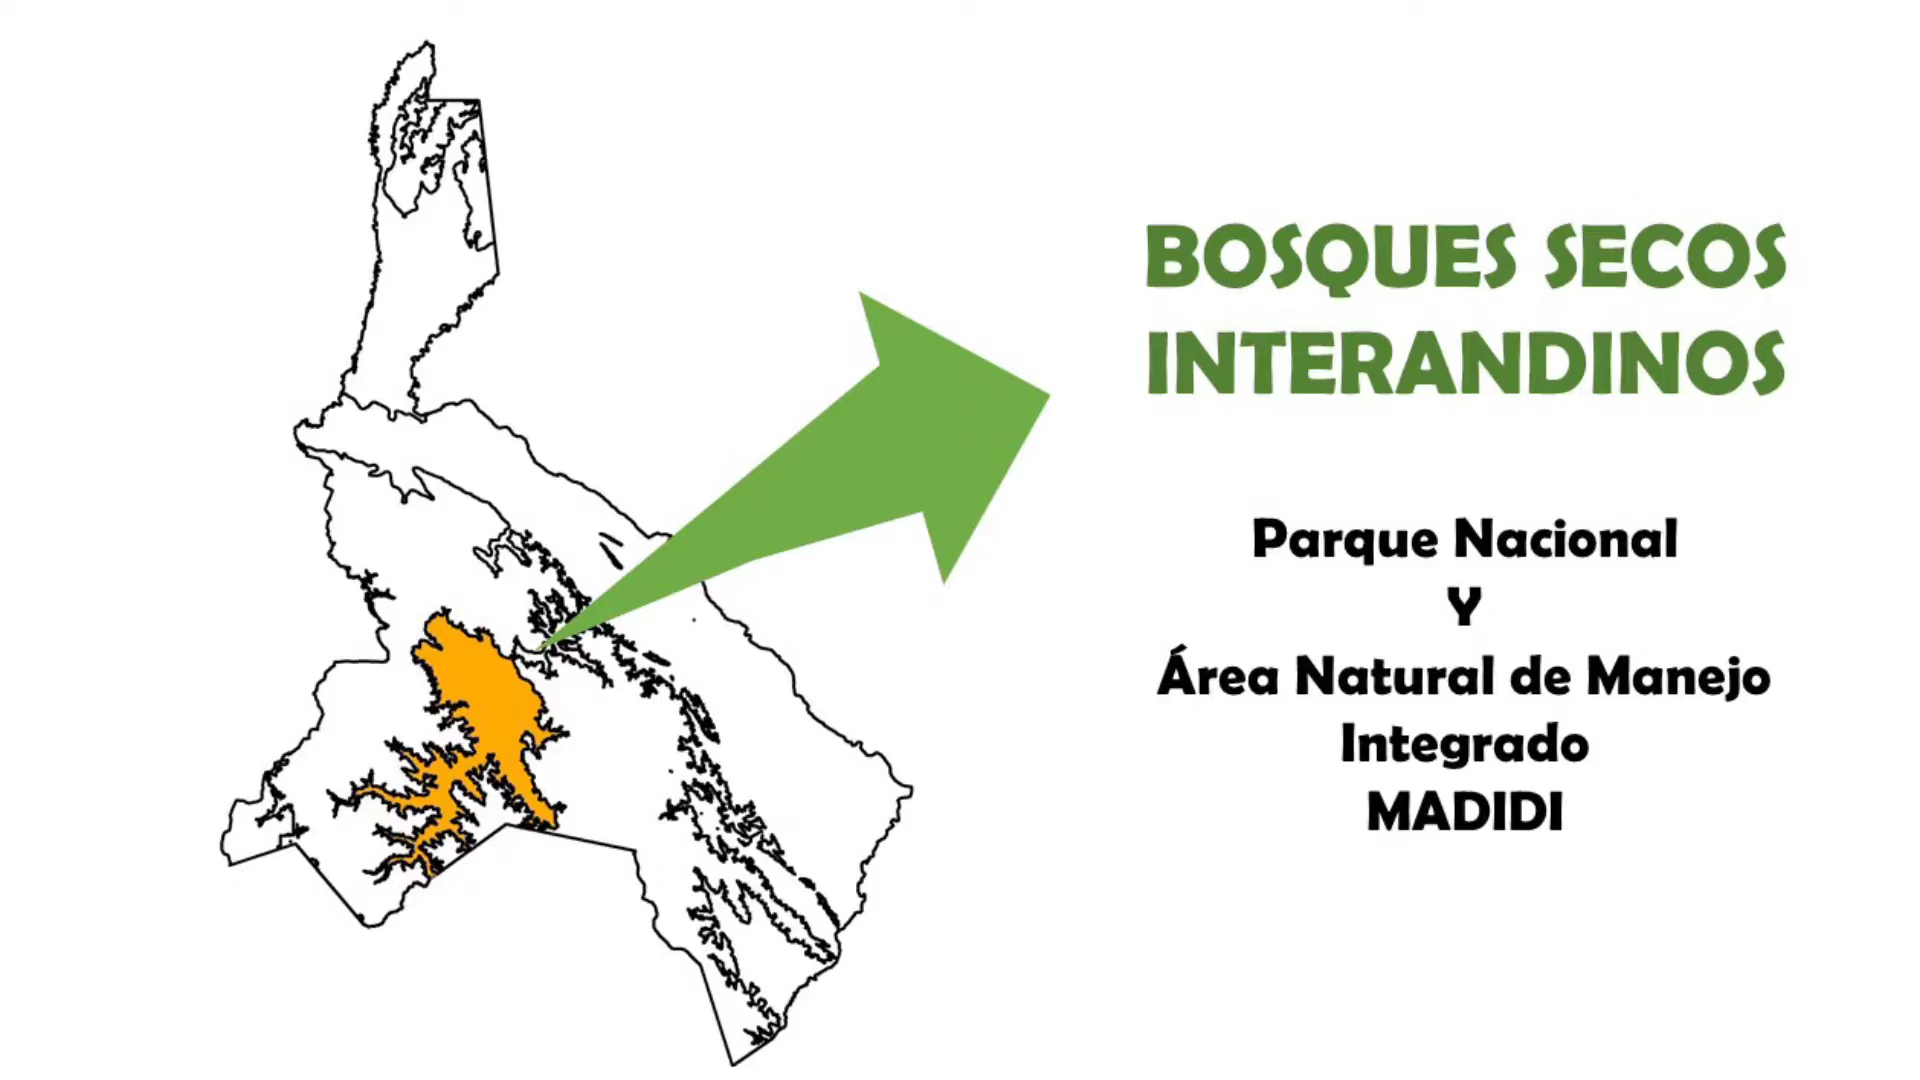 BOSQUES SECOS
INTERANDINOS
Parque Nacional
Y
Área Natural de Manejo
Integrado
MADIDI